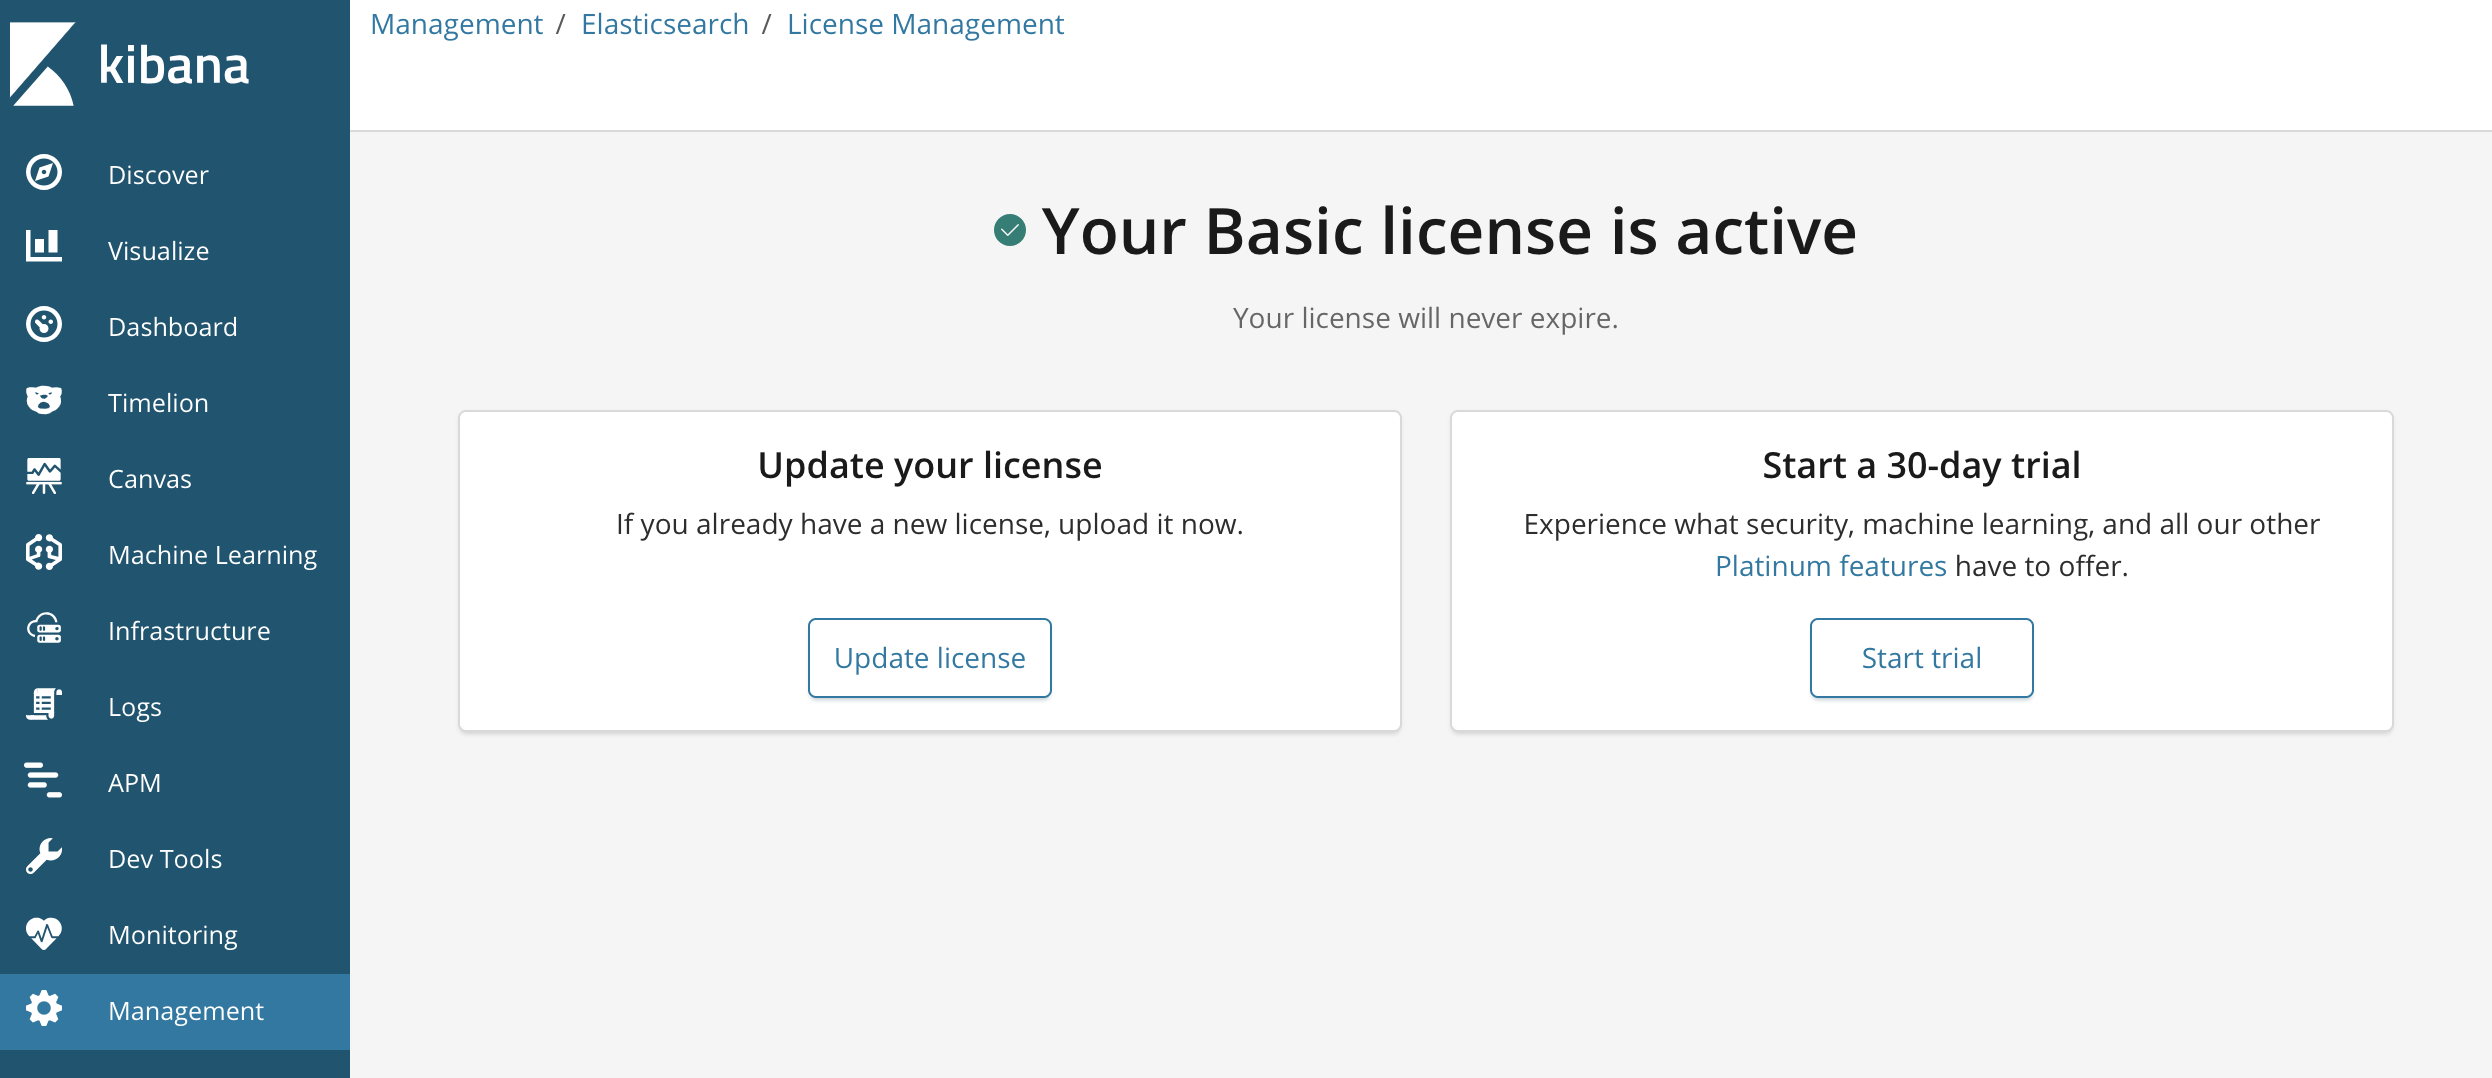 kibana
Discover
Visualize
Dashboard
Timelion
Canvas
Machine Learning
Infrastructure
Logs
APM
Dev Tools
Monitoring
Management
Management / Elasticsearch / License Management
Your Basic license is active
Your license will never expire.
Update your license
If you already have a new license, upload it now.
Update license
Start a 30-day trial
Experience what security, machine learning, and all our other
Platinum features have to offer.
Start trial